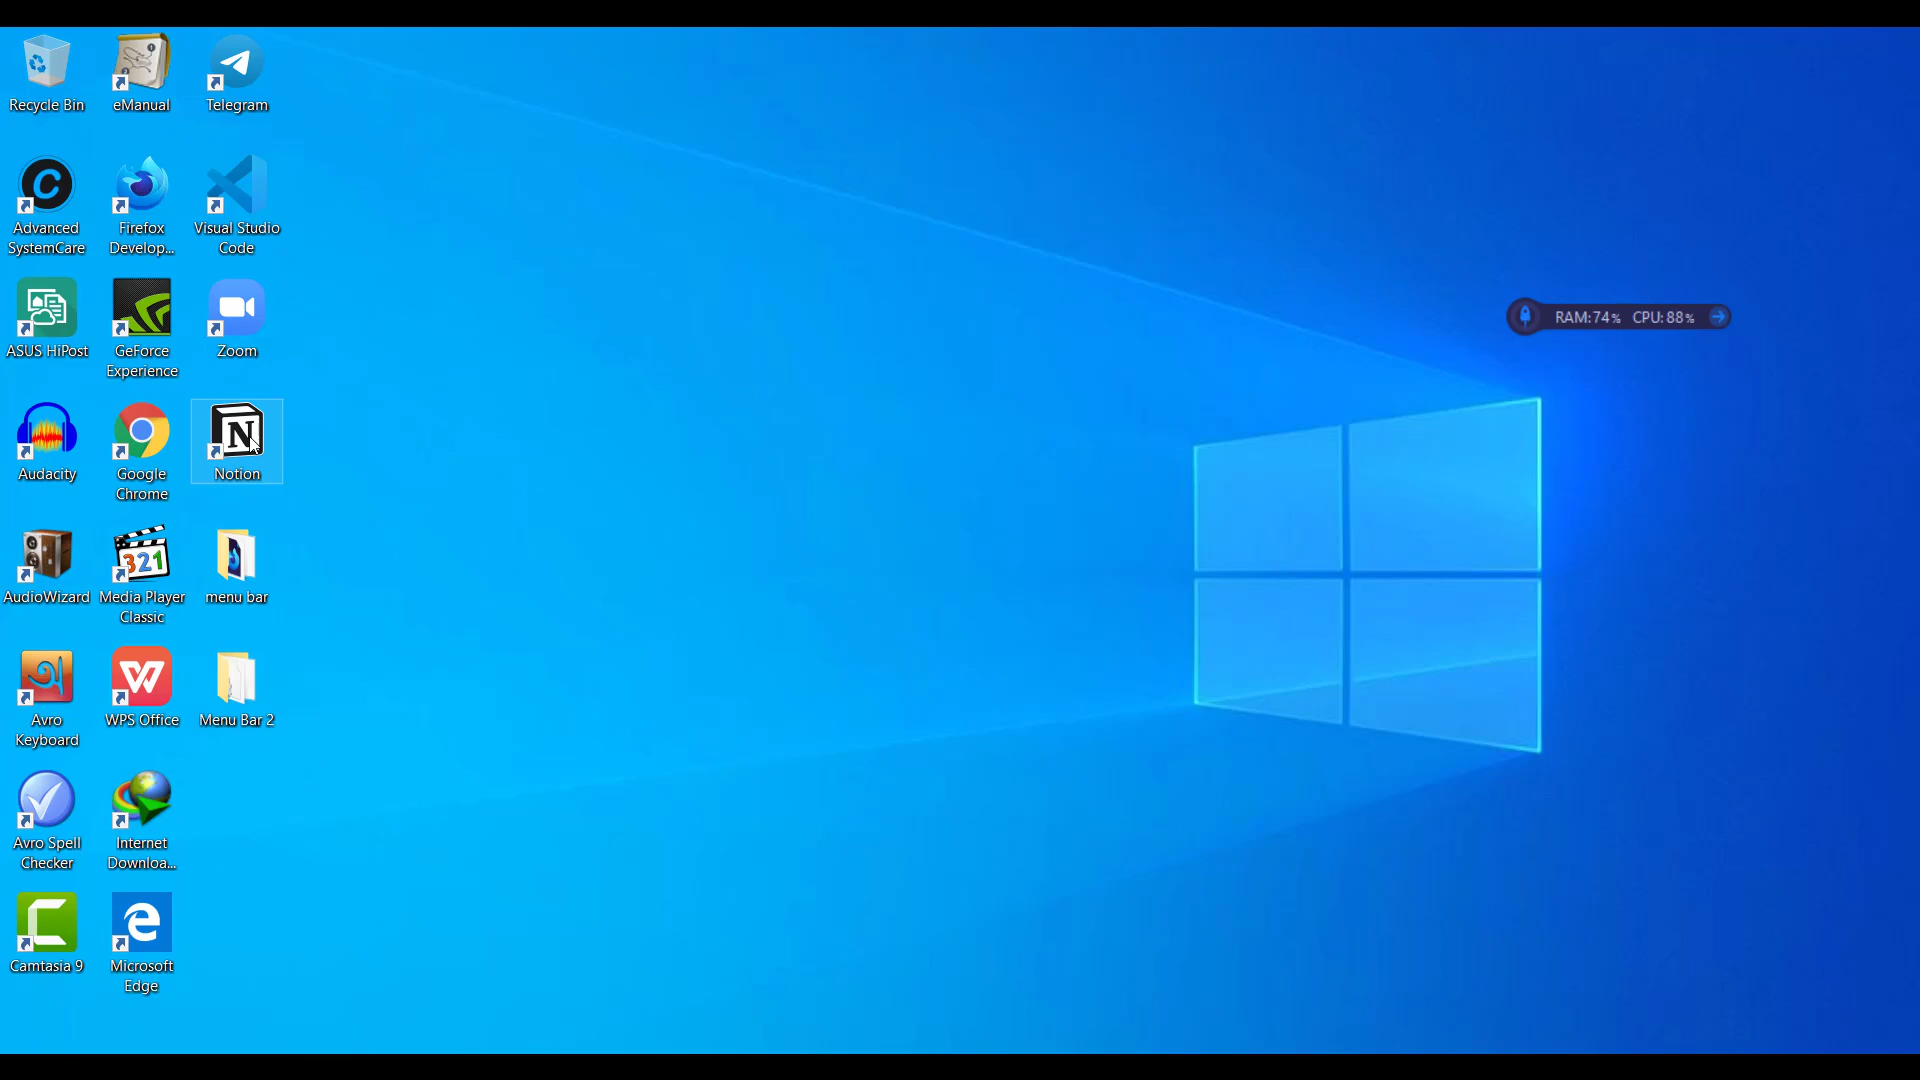 Recycle Bin
eManual
Telegram
Advanced
SystemCare
Firefox
Develop...
Visual Studio
Code
ASUS HiPost
GeForce
Experience
Zoom
RAM:74% CPU:88%
Audacity
Google
Chrome
N
Notion
AudioWizard
321
Media Player
Classic
menu bar
অ
Avro
Keyboard
W
WPS Office
Menu Bar 2
Avro Spell
Checker
Internet
Downloa...
C
Camtasia 9
e
Microsoft
Edge